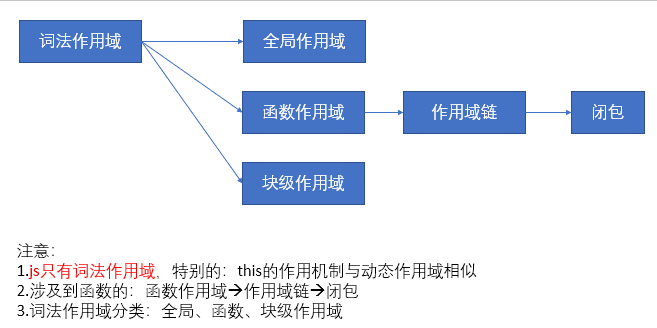 词法作用域
全局作用域
函数作用域
作用域链
闭包
块级作用域
注意：
1.js只有词法作用域，特别的：this的作用机制与动态作用域相似
2.涉及到函数的：函数作用域→作用域链→闭包
3.词法作用域分类：全局、函数、块级作用域